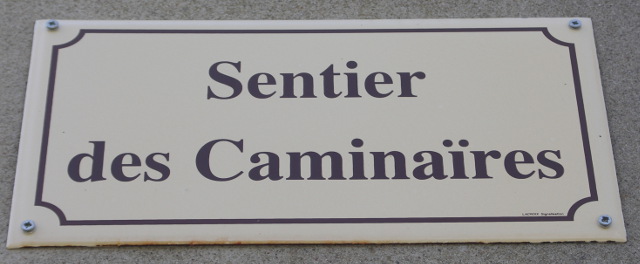 Sentier
des Caminaïres